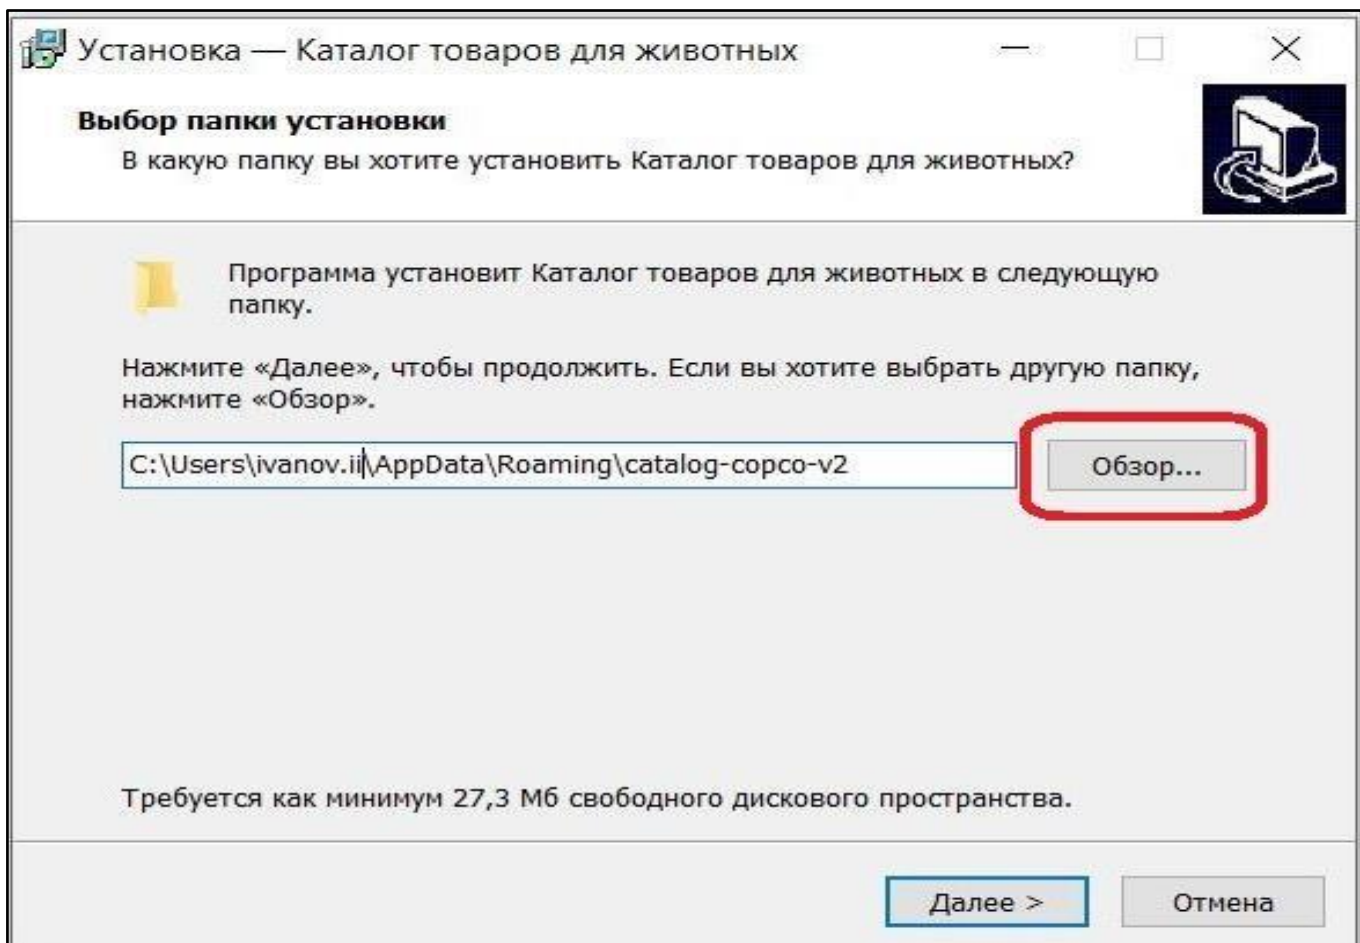 Установка — Каталог товаров для животных
Выбор папки установки
В какую папку вы хотите установить Каталог товаров для животных?
Программа установит Каталог товаров для животных в следующую
папку.
Нажмите «Далее», чтобы продолжить. Если вы хотите выбрать другую папку,
нажмите «Обзор».
C:\Users\ivanov.ii\AppData\Roaming\catalog-copco-v2
Обзор...
Требуется как минимум 27,3 Мб свободного дискового пространства.
Далее >
Отмена